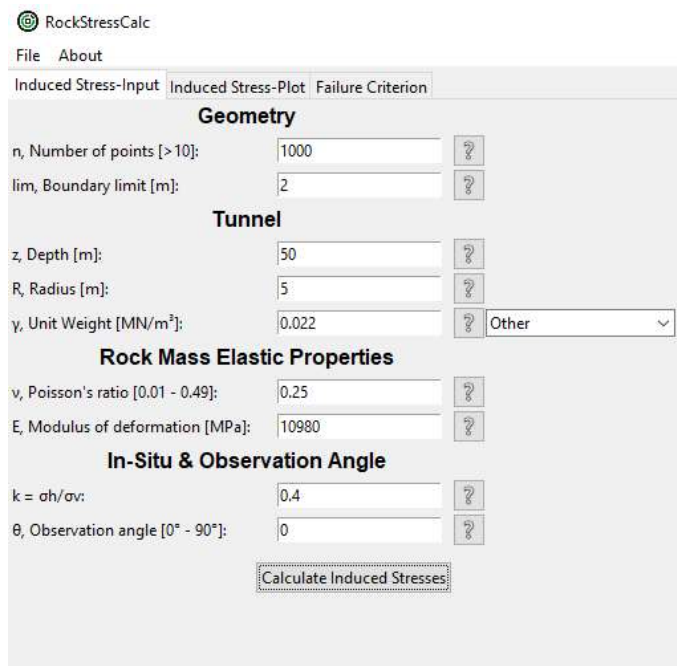 RockStressCalc
File About
Induced Stress-Input Induced Stress-Plot Failure Criterion
Geometry
n, Number of points [>10]: 1000 ?
lim, Boundary limit [m]: 2 ?
Tunnel
z, Depth [m]: 50 ?
R, Radius [m]: 5 ?
γ, Unit Weight [MN/m³]: 0.022 ? Other
Rock Mass Elastic Properties
ν, Poisson's ratio [0.01 - 0.49]: 0.25 ?
E, Modulus of deformation [MPa]: 10980 ?
In-Situ & Observation Angle
k = σh/σv: 0.4 ?
θ, Observation angle [0° - 90°]: 0 ?
Calculate Induced Stresses